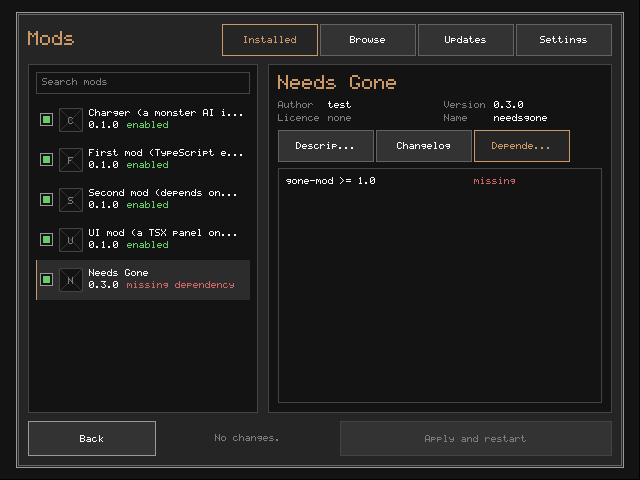 Mods
Installed
Browse
Updates
Settings
Search mods
C
Charger (a monster AI i...
0.1.0 enabled
F
First mod (TypeScript e...
0.1.0 enabled
S
Second mod (depends on...
0.1.0 enabled
U
UI mod (a TSX panel on...
0.1.0 enabled
N
Needs Gone
0.3.0 missing dependency
Needs Gone
Author test Version 0.3.0
Licence none Name needsgone
Descrip... Changelog Depende...
gone-mod >= 1.0 missing
Back
No changes.
Apply and restart